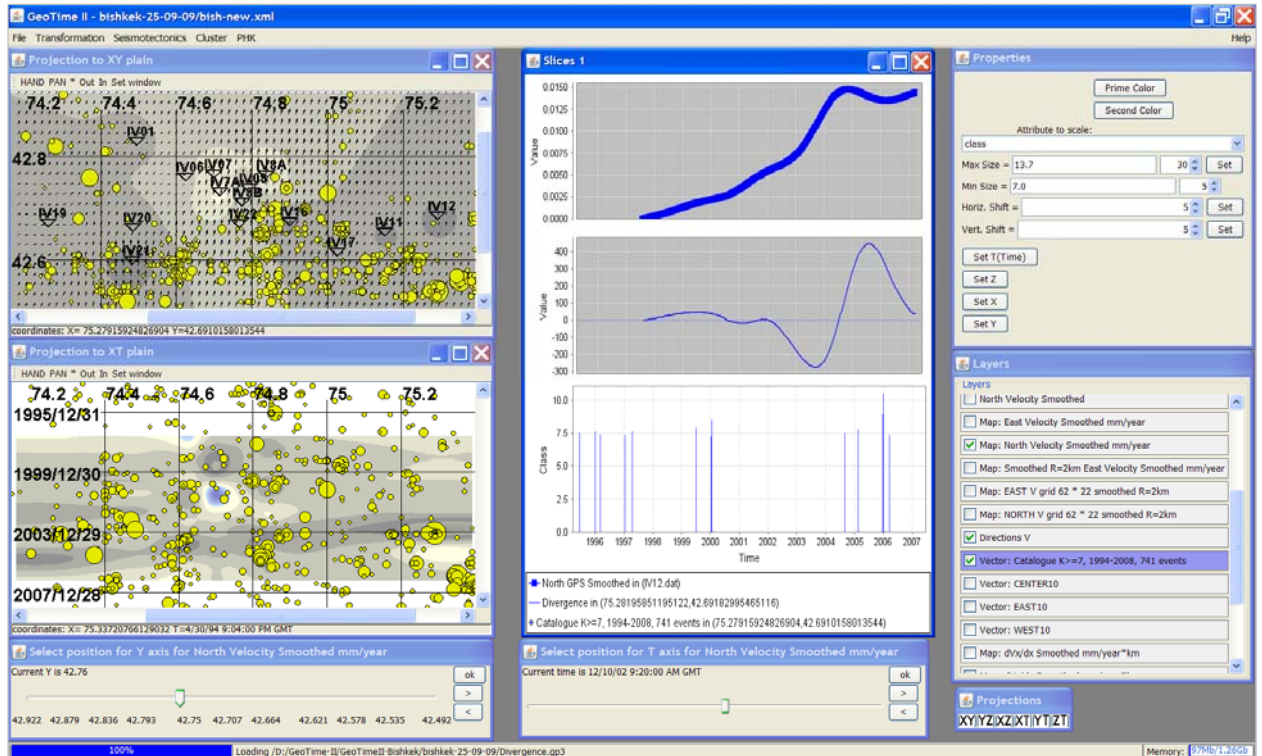 GeoTime II - bishkek-25-09-09/bish-new.xml
File Transformation Seismotectonics Cluster PHK Help
Projection to XY plain
HAND PAN * Out In Set window
74.2 74.4 74.6 74.8 75 75.2
IV01
42.8
IV06 IV07 IV8A
IV7A IV08
IV8B
IV19 IV20 IV22 IV16 IV11 IV12
IV17
IV21
42.6
coordinates: X= 75.27915924826904 Y=42.6910158013544
Projection to XT plain
HAND PAN * Out In Set window
74.2 74.4 74.6 74.8 75 75.2
1995/12/31
1999/12/30
2003/12/29
2007/12/28
coordinates: X= 75.33720766129032 T=4/30/94 9:04:00 PM GMT
Select position for Y axis for North Velocity Smoothed mm/year
Current Y is 42.76
ok
>
<
42.922 42.879 42.836 42.793 42.75 42.707 42.664 42.621 42.578 42.535 42.492
Slices 1
0.0150
0.0125
0.0100
0.0075
0.0050
0.0025
0.0000
Value
400
300
200
100
0
-100
-200
-300
Value
10.0
7.5
5.0
2.5
0.0
Class
1996 1997 1998 1999 2000 2001 2002 2003 2004 2005 2006 2007
Time
North GPS Smoothed in (IV12.dat)
Divergence in (75.28195851195122,42.69182995465116)
Catalogue K>=7, 1994-2008, 741 events in (75.27915924826904,42.6910158013544)
Select position for T axis for North Velocity Smoothed mm/year
Current time is 12/10/02 9:20:00 AM GMT
ok
>
<
Properties
Prime Color
Second Color
Attribute to scale:
class
Max Size = 13.7 30 Set
Min Size = 7.0 5
Horiz. Shift = 5 Set
Vert. Shift = 5 Set
Set T(Time)
Set Z
Set X
Set Y
Layers
Layers
North Velocity Smoothed
Map: East Velocity Smoothed mm/year
Map: North Velocity Smoothed mm/year
Map: Smoothed R=2km East Velocity Smoothed mm/year
Map: EAST V grid 62 * 22 smoothed R=2km
Map: NORTH V grid 62 * 22 smoothed R=2km
Directions V
Vector: Catalogue K>=7, 1994-2008, 741 events
Vector: CENTER10
Vector: EAST10
Vector: WEST10
Map: dVx/dx Smoothed mm/year*km
Projections
XY YZ XZ XT YT ZT
100% Loading /D:/GeoTime-II/GeoTimeII-Bishkek/bishkek-25-09-09/Divergence.gp3 Memory: 97Mb/1.26Gb